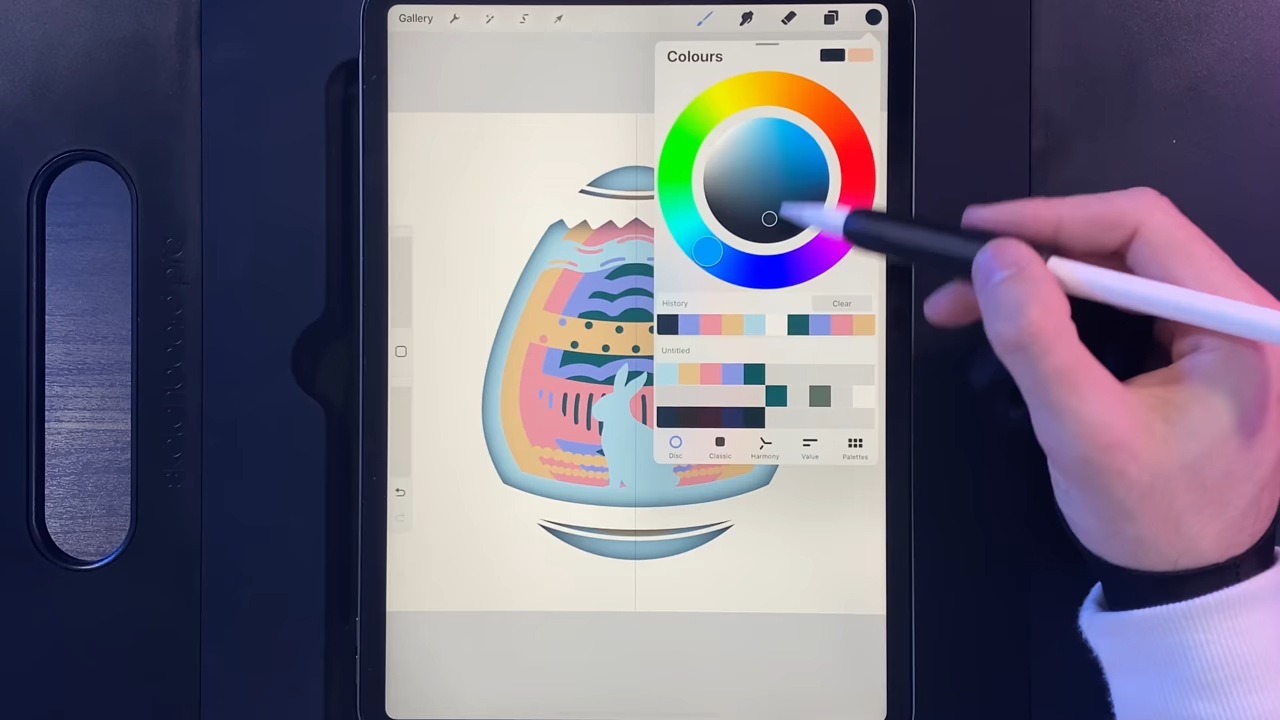 Gallery
Colours
History
Clear
Untitled
Disc
Classic
Harmony
Value
Palettes